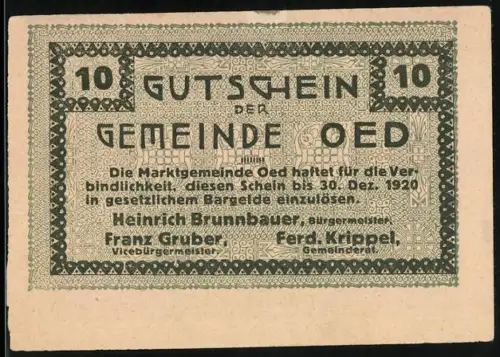 10 GUTSCHEIN 10
DER
GEMEINDE OED
Die Marktgemeinde Oed haftet für die Ver-
bindlichkeit, diesen Schein bis 30. Dez. 1920
in gesetzlichem Bargelde einzulösen.
Heinrich Brunnbauer, Bürgermeister.
Franz Gruber, Ferd. Krippel,
Vicebürgermeister. Gemeinderat.